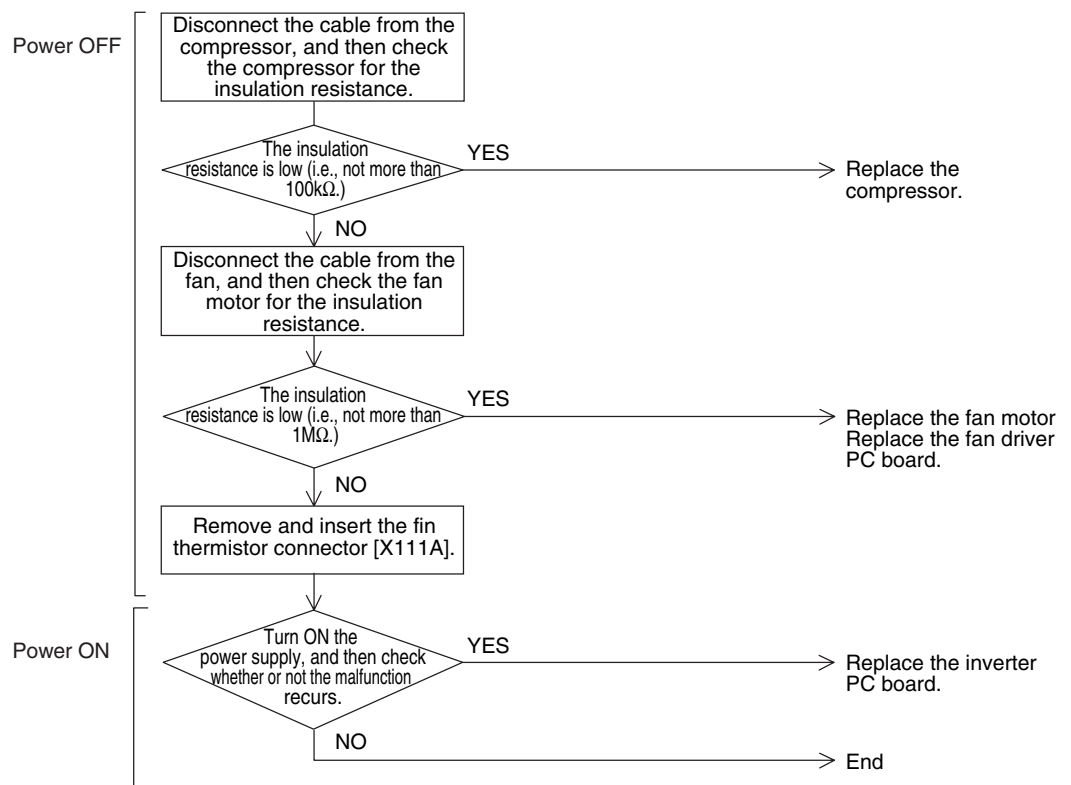 Power OFF
Disconnect the cable from the
compressor, and then check
the compressor for the
insulation resistance.
The insulation
resistance is low (i.e., not more than
100kΩ.)
YES
Replace the
compressor.
NO
Disconnect the cable from the
fan, and then check the fan
motor for the insulation
resistance.
The insulation
resistance is low (i.e., not more than
1MΩ.)
YES
Replace the fan motor
Replace the fan driver
PC board.
NO
Remove and insert the fin
thermistor connector [X111A].
Power ON
Turn ON the
power supply, and then check
whether or not the malfunction
recurs.
YES
Replace the inverter
PC board.
NO
End